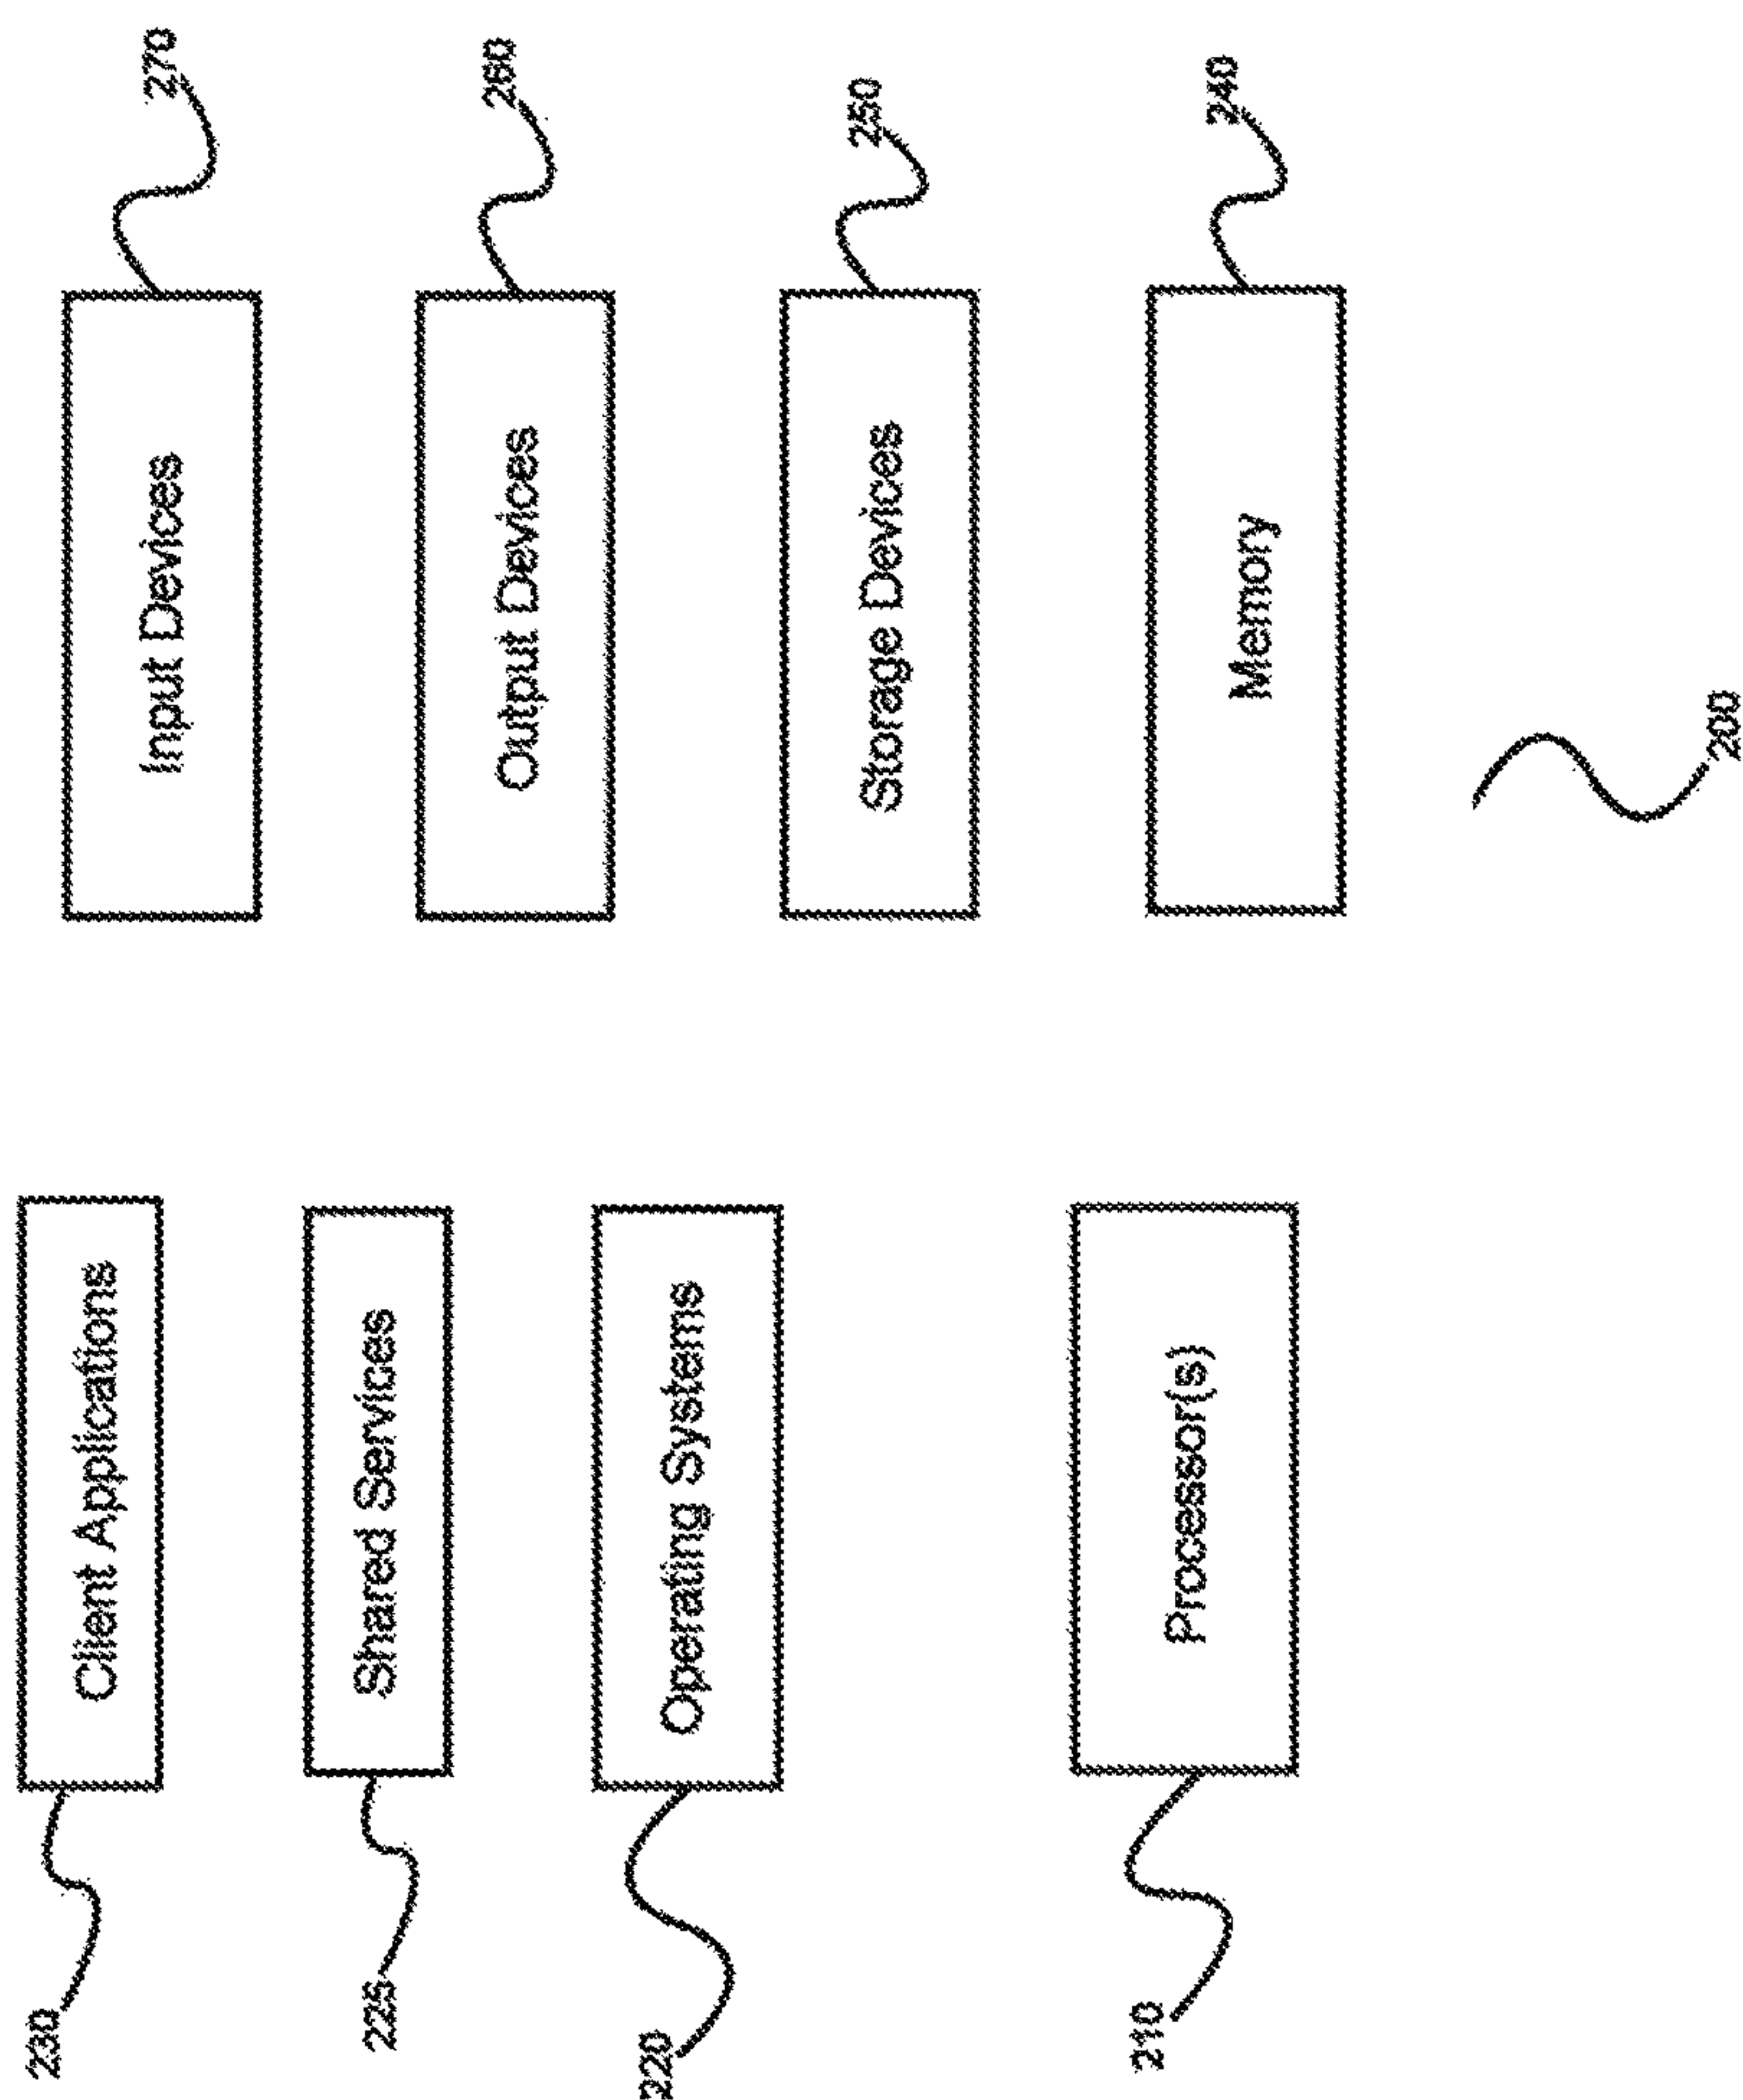 230
Client Applications
Input Devices
270
225
Shared Services
Output Devices
260
220
Operating Systems
Storage Devices
250
210
Processor(s)
Memory
240
200